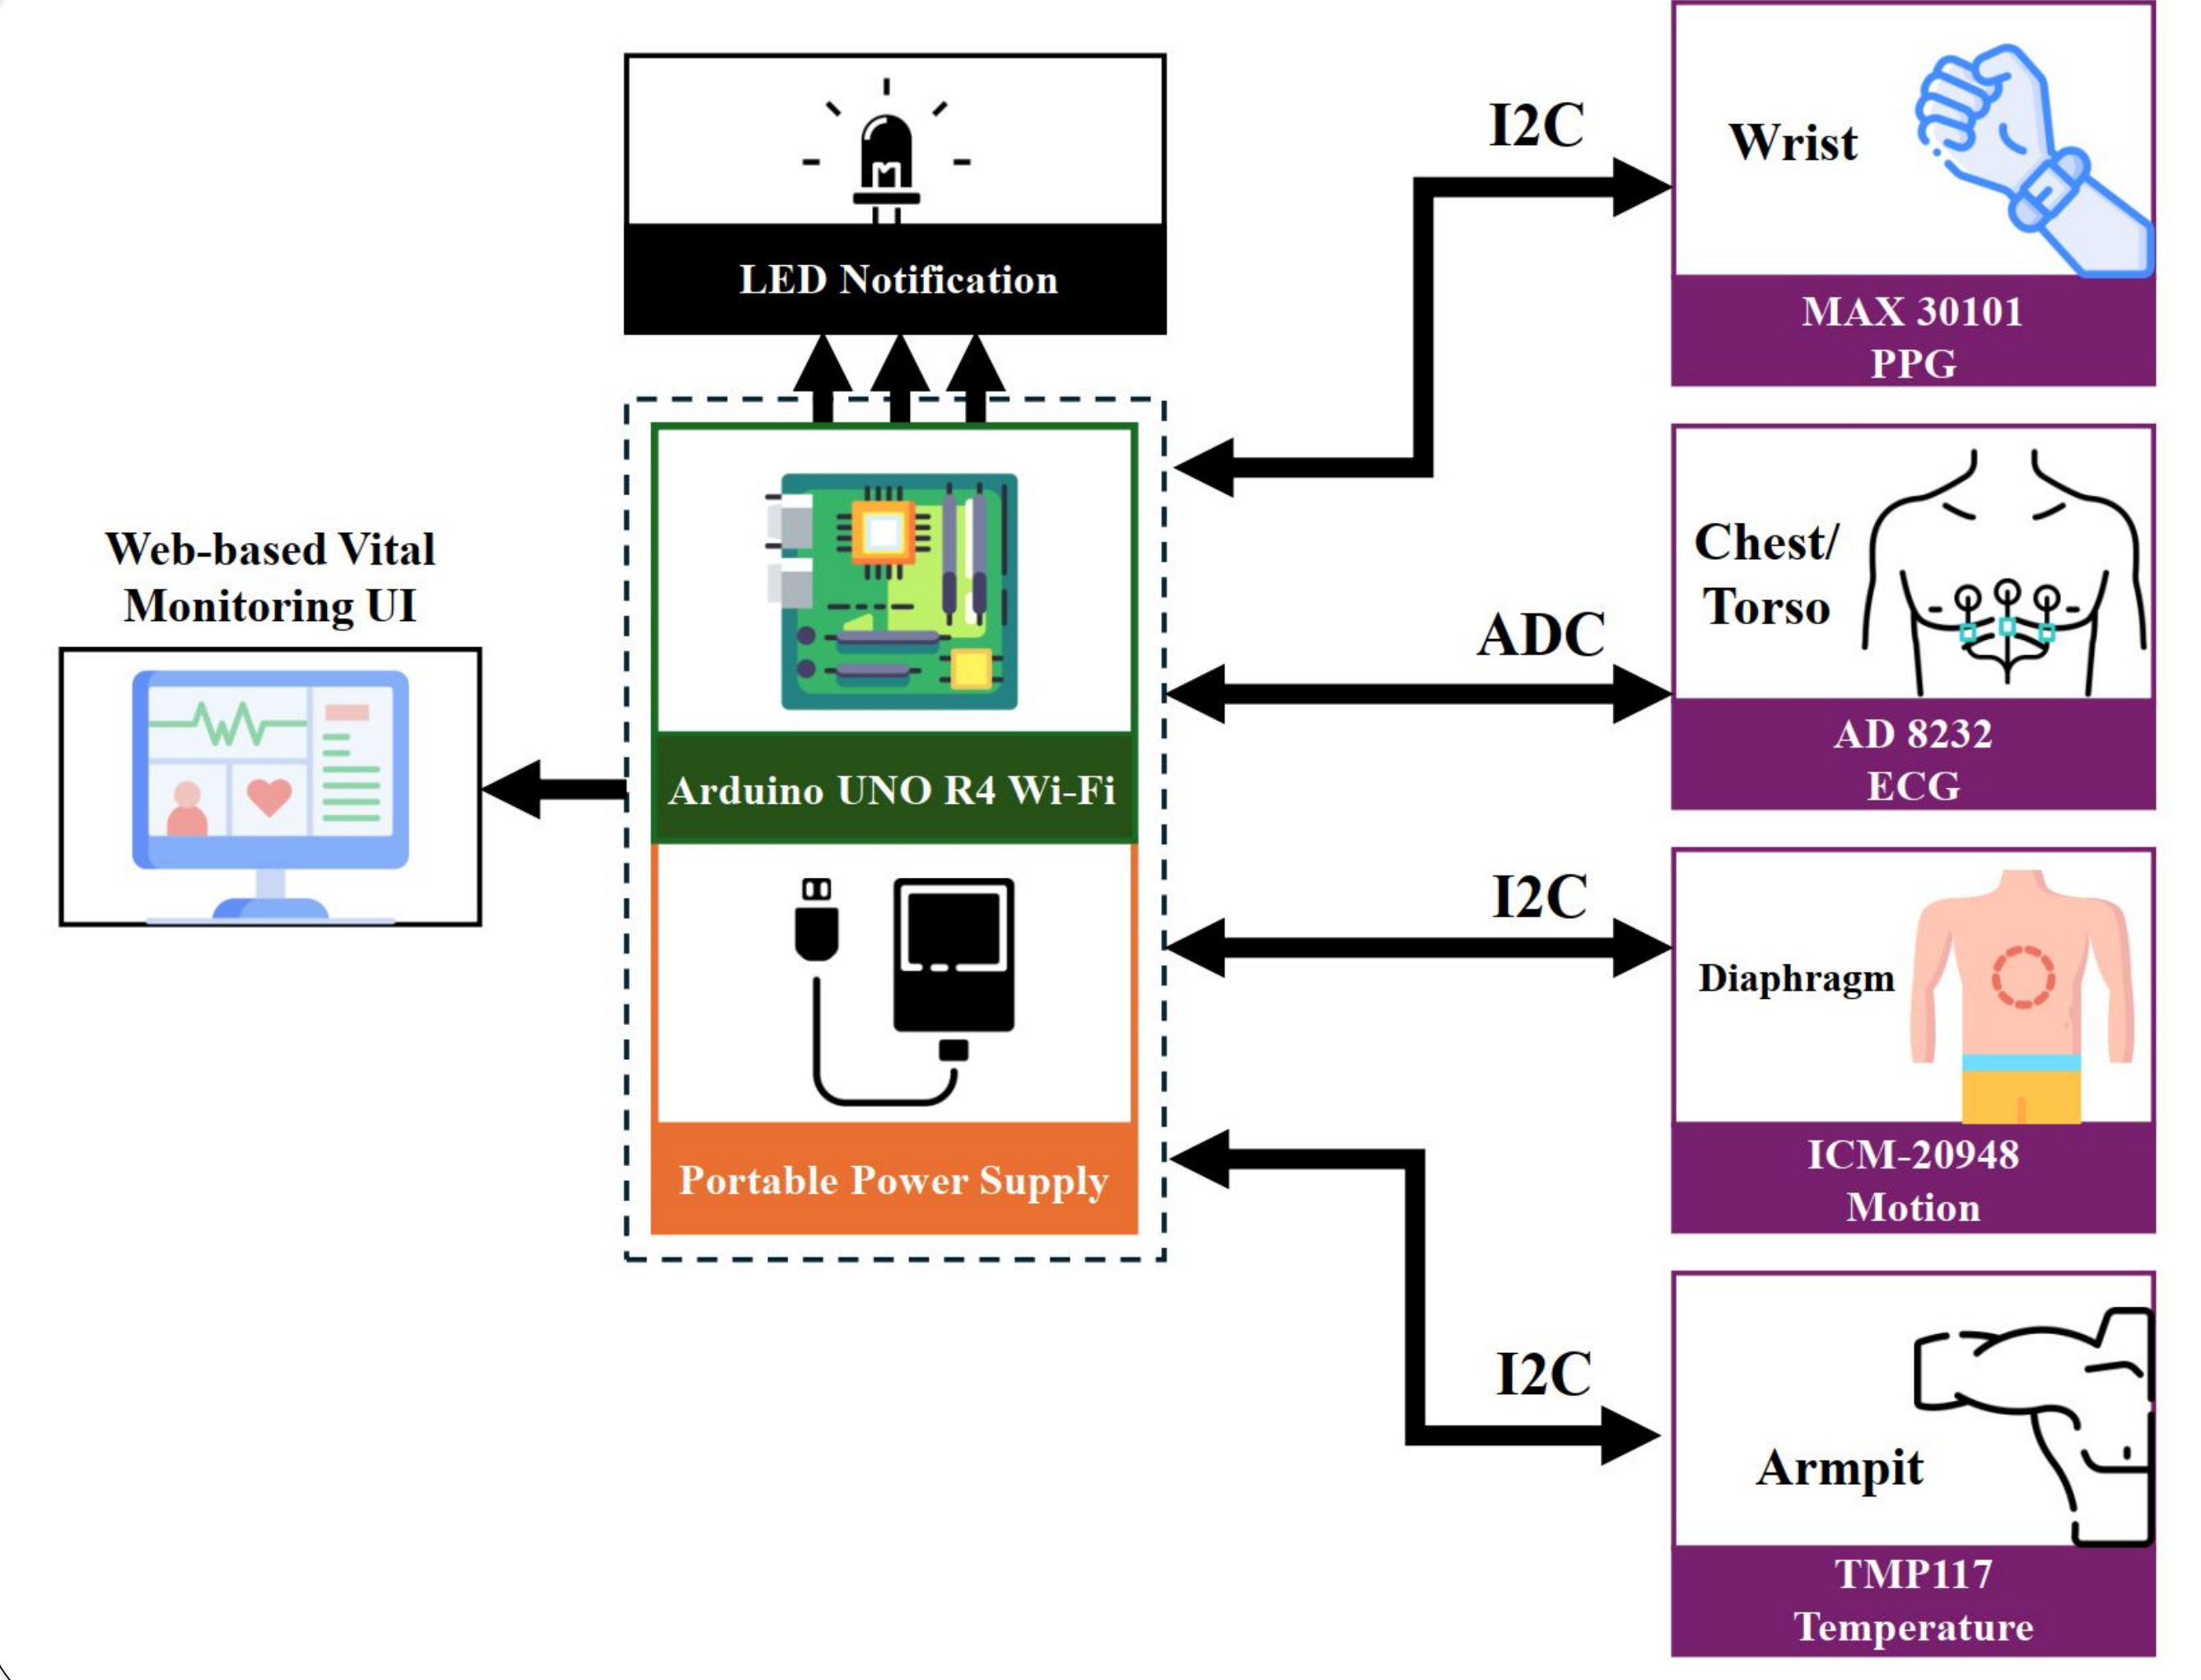 LED Notification
Web-based Vital
Monitoring UI
Arduino UNO R4 Wi-Fi
Portable Power Supply
I2C
Wrist
MAX 30101
PPG
ADC
Chest/
Torso
AD 8232
ECG
I2C
Diaphragm
ICM-20948
Motion
I2C
Armpit
TMP117
Temperature